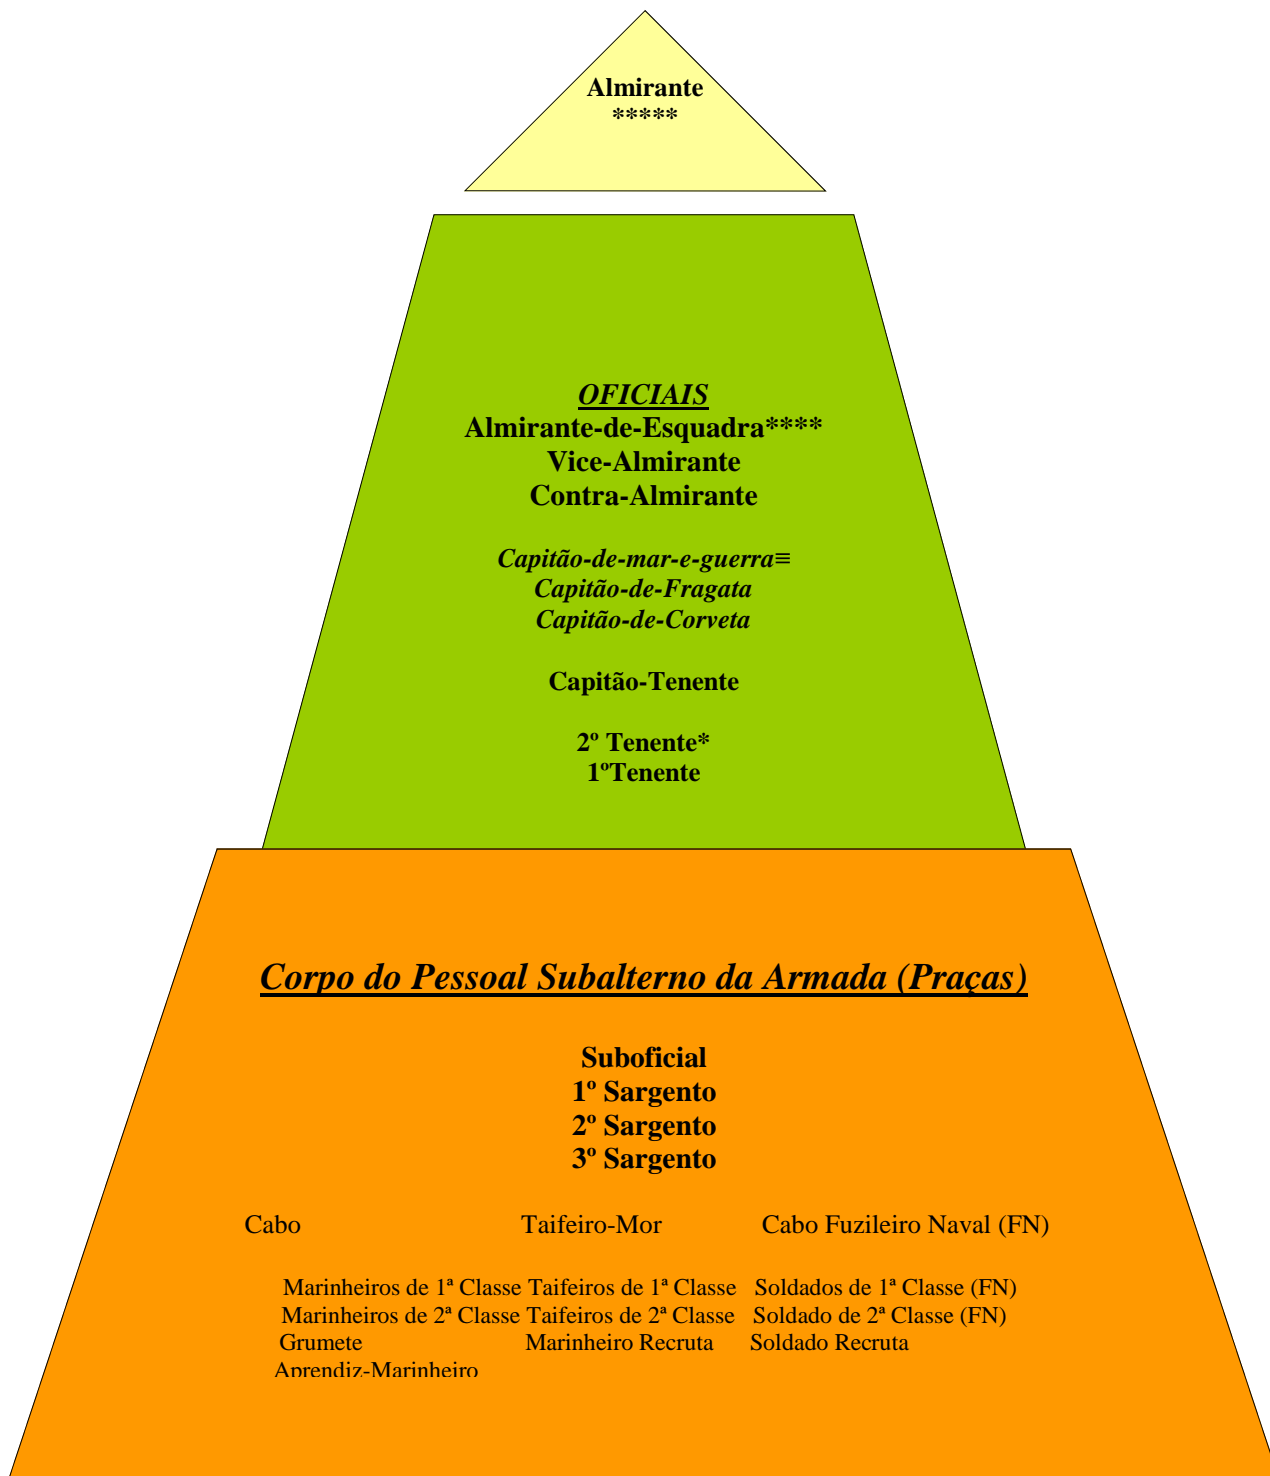 Almirante
*****
OFICIAIS
Almirante-de-Esquadra****
Vice-Almirante
Contra-Almirante
Capitão-de-mar-e-guerra≡
Capitão-de-Fragata
Capitão-de-Corveta
Capitão-Tenente
2º Tenente*
1ºTenente
Corpo do Pessoal Subalterno da Armada (Praças)
Suboficial
1º Sargento
2º Sargento
3º Sargento
Cabo Taifeiro-Mor Cabo Fuzileiro Naval (FN)
Marinheiros de 1ª Classe Taifeiros de 1ª Classe Soldados de 1ª Classe (FN)
Marinheiros de 2ª Classe Taifeiros de 2ª Classe Soldado de 2ª Classe (FN)
Grumete Marinheiro Recruta Soldado Recruta
Aprendiz-Marinheiro